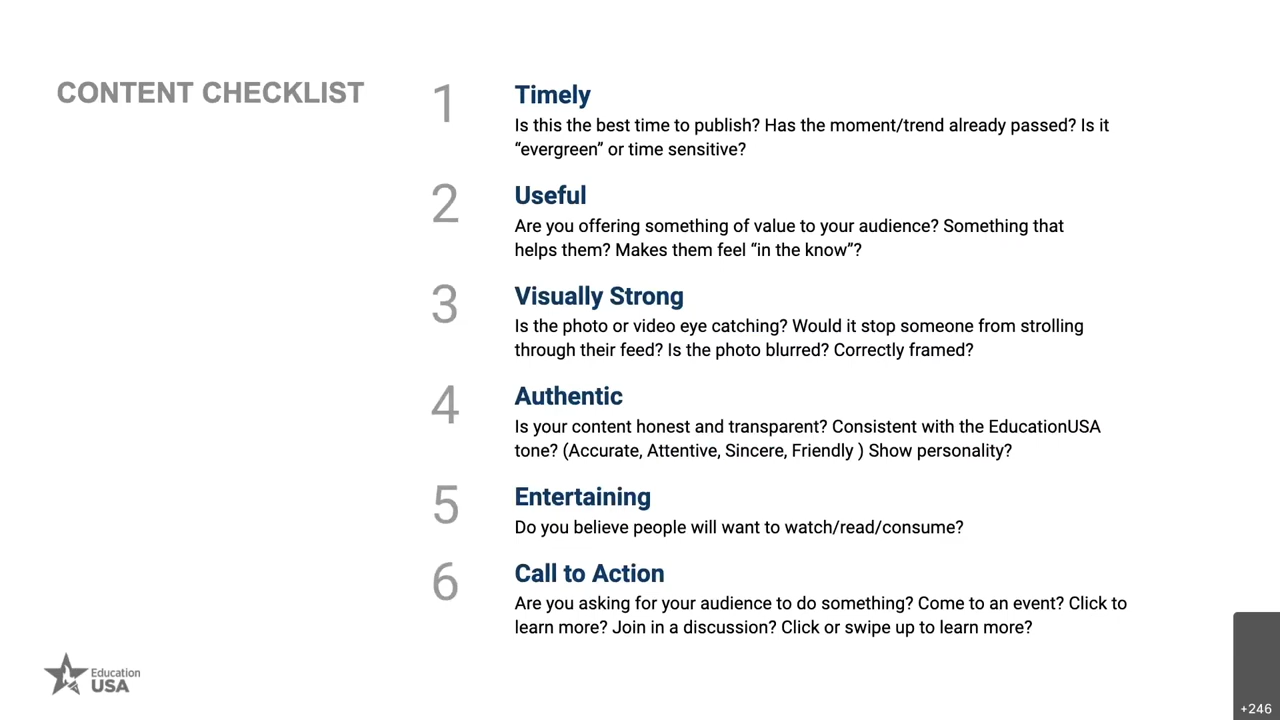 CONTENT CHECKLIST
1
Timely
Is this the best time to publish? Has the moment/trend already passed? Is it
“evergreen” or time sensitive?
2
Useful
Are you offering something of value to your audience? Something that
helps them? Makes them feel “in the know”?
3
Visually Strong
Is the photo or video eye catching? Would it stop someone from strolling
through their feed? Is the photo blurred? Correctly framed?
4
Authentic
Is your content honest and transparent? Consistent with the EducationUSA
tone? (Accurate, Attentive, Sincere, Friendly ) Show personality?
5
Entertaining
Do you believe people will want to watch/read/consume?
6
Call to Action
Are you asking for your audience to do something? Come to an event? Click to
learn more? Join in a discussion? Click or swipe up to learn more?
Education
USA
+246